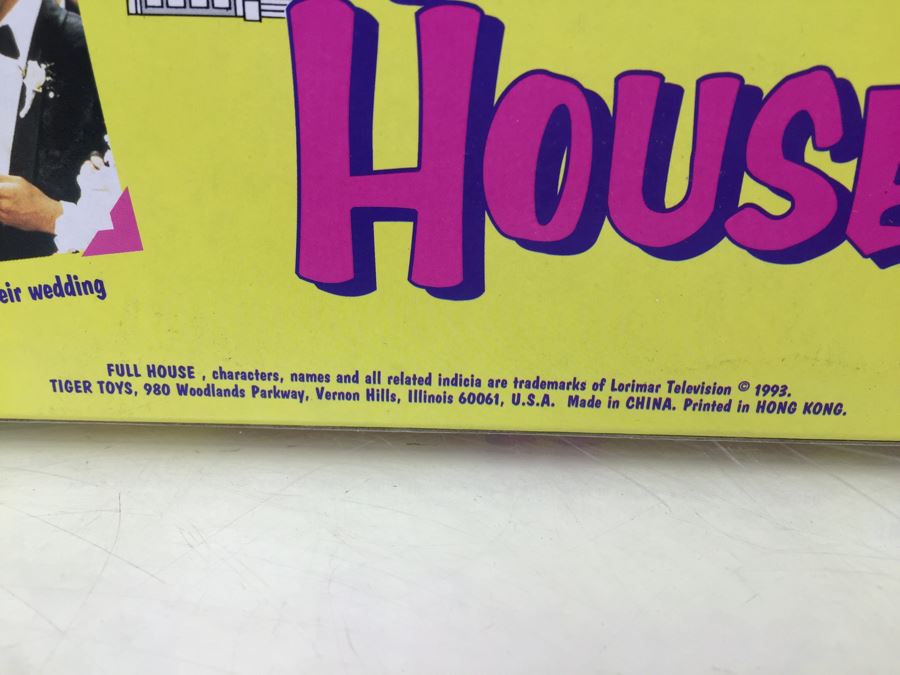 HOUSE
eir wedding
FULL HOUSE , characters, names and all related indicia are trademarks of Lorimar Television © 1993.
TIGER TOYS, 980 Woodlands Parkway, Vernon Hills, Illinois 60061, U.S.A. Made in CHINA. Printed in HONG KONG.